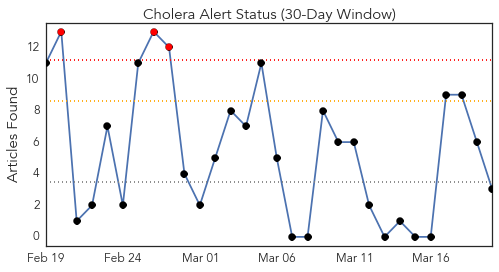 Cholera Alert Status (30-Day Window)
Articles Found
12
10
8
6
4
2
0
Feb 19 Feb 24 Mar 01 Mar 06 Mar 11 Mar 16